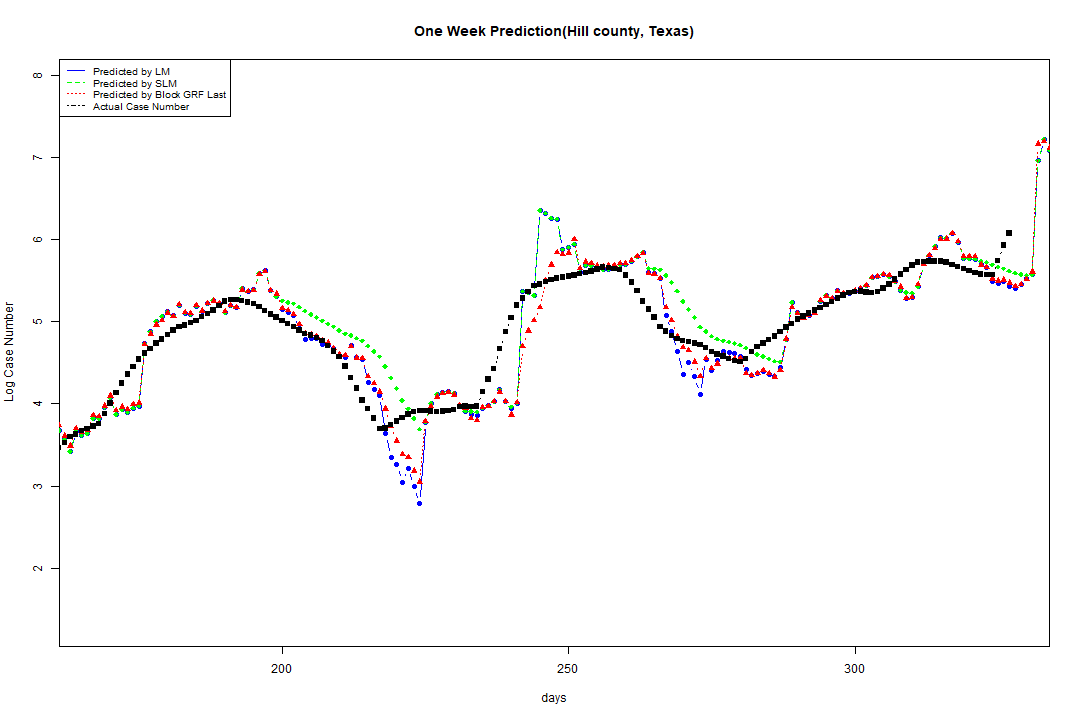 One Week Prediction(Hill county, Texas)
Predicted by LM
Predicted by SLM
Predicted by Block GRF Last
Actual Case Number
8
7
6
5
4
3
2
Log Case Number
200 250 300
days